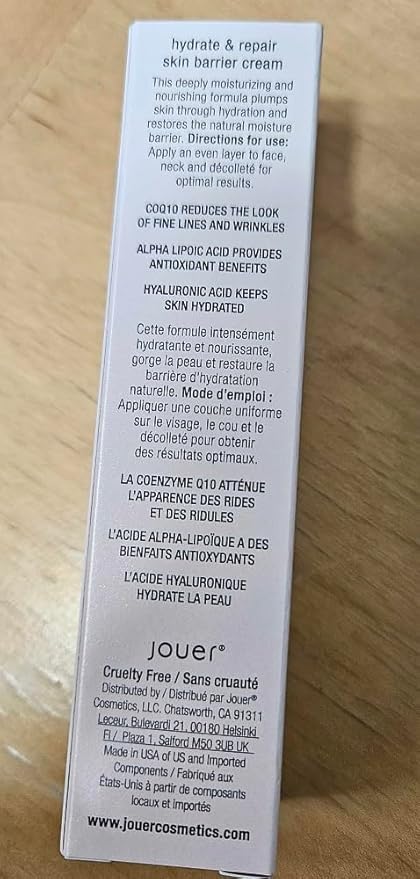 hydrate & repair
skin barrier cream
This deeply moisturizing and
nourishing formula plumps
skin through hydration and
restores the natural moisture
barrier. Directions for use:
Apply an even layer to face,
neck and décolleté for
optimal results.
COQ10 REDUCES THE LOOK
OF FINE LINES AND WRINKLES
ALPHA LIPOIC ACID PROVIDES
ANTIOXIDANT BENEFITS
HYALURONIC ACID KEEPS
SKIN HYDRATED
Cette formule intensément
hydratante et nourissante,
gorge la peau et restaure la
barrière d'hydratation
naturelle. Mode d'emploi :
Appliquer une couche uniforme
sur le visage, le cou et le
décolleté pour obtenir
des résultats optimaux.
LA COENZYME Q10 ATTÉNUE
L'APPARENCE DES RIDES
ET DES RIDULES
L'ACIDE ALPHA-LIPOÏQUE A DES
BIENFAITS ANTIOXYDANTS
L'ACIDE HYALURONIQUE
HYDRATE LA PEAU
Jouer®
Cruelty Free / Sans cruauté
Distributed by / Distribué par Jouer®
Cosmetics, LLC. Chatsworth, CA 91311
Leceur, Bulevardi 21, 00180 Helsinki
FI / Plaza 1, Salford M50 3UB UK
Made in USA of US and Imported
Components / Fabriqué aux
États-Unis à partir de composants
locaux et importés
www.jouercosmetics.com